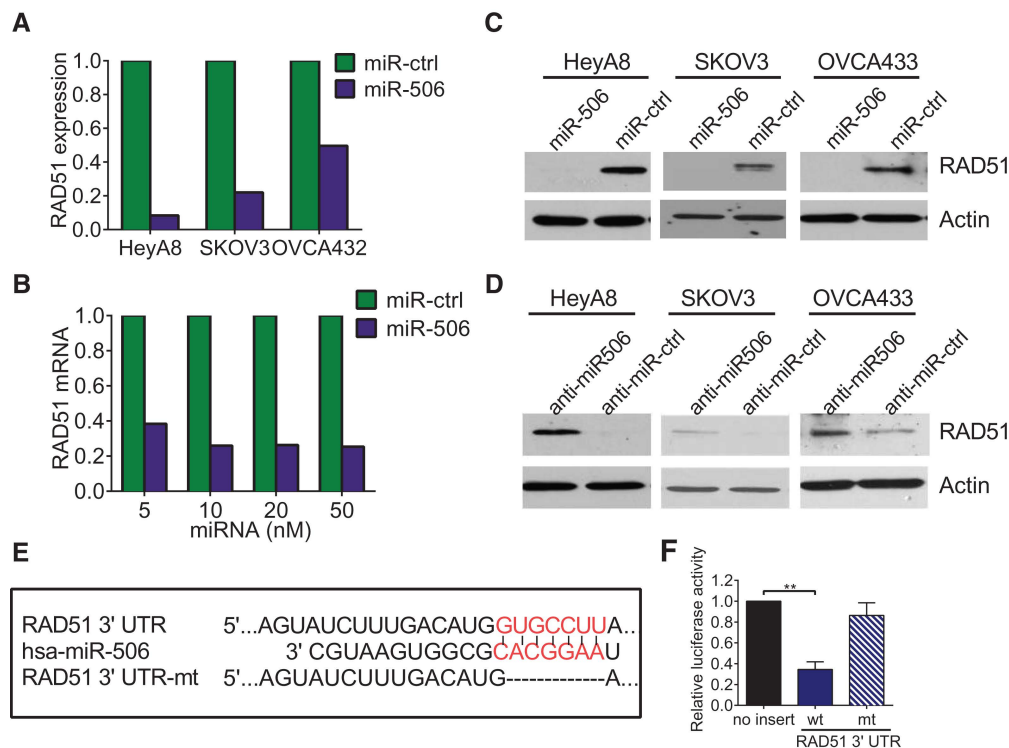 A
RAD51 expression
1.0
0.8
0.6
0.4
0.2
0.0
HeyA8 SKOV3 OVCA432
miR-ctrl
miR-506
B
RAD51 mRNA
1.0
0.8
0.6
0.4
0.2
0.0
5 10 20 50
miRNA (nM)
miR-ctrl
miR-506
C
HeyA8 SKOV3 OVCA433
miR-506 miR-ctrl miR-506 miR-ctrl miR-506 miR-ctrl
RAD51
Actin
D
HeyA8 SKOV3 OVCA433
anti-miR506 anti-miR-ctrl anti-miR506 anti-miR-ctrl anti-miR506 anti-miR-ctrl
RAD51
Actin
E
RAD51 3' UTR 5'...AGUAUCUUUGACAUGGUGCCUUA..
hsa-miR-506 3' CGUAAGUGGCGCACGGAAU
RAD51 3' UTR-mt 5'...AGUAUCUUUGACAUG-------------A...
F
Relative luciferase activity
1.2
1.0
0.8
0.6
0.4
0.2
0.0
**
no insert wt mt
RAD51 3' UTR